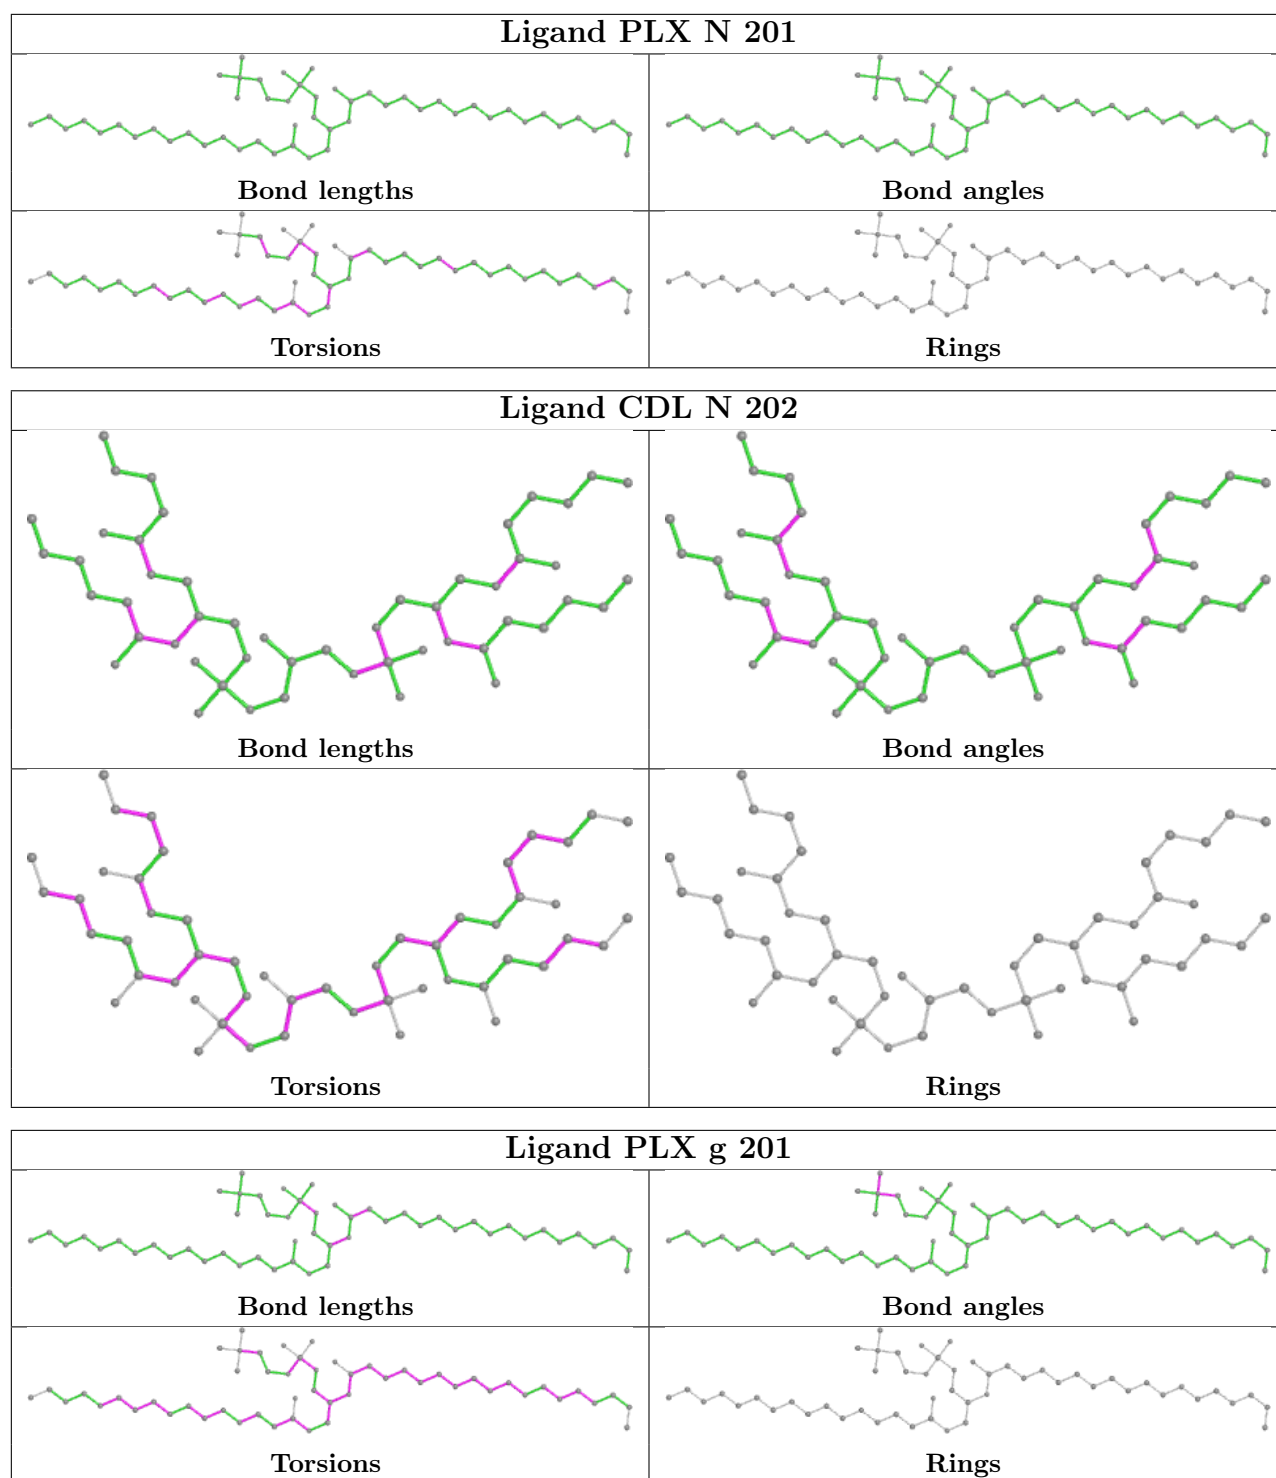 Ligand PLX N 201
Bond lengths
Bond angles
Torsions
Rings
Ligand CDL N 202
Bond lengths
Bond angles
Torsions
Rings
Ligand PLX g 201
Bond lengths
Bond angles
Torsions
Rings